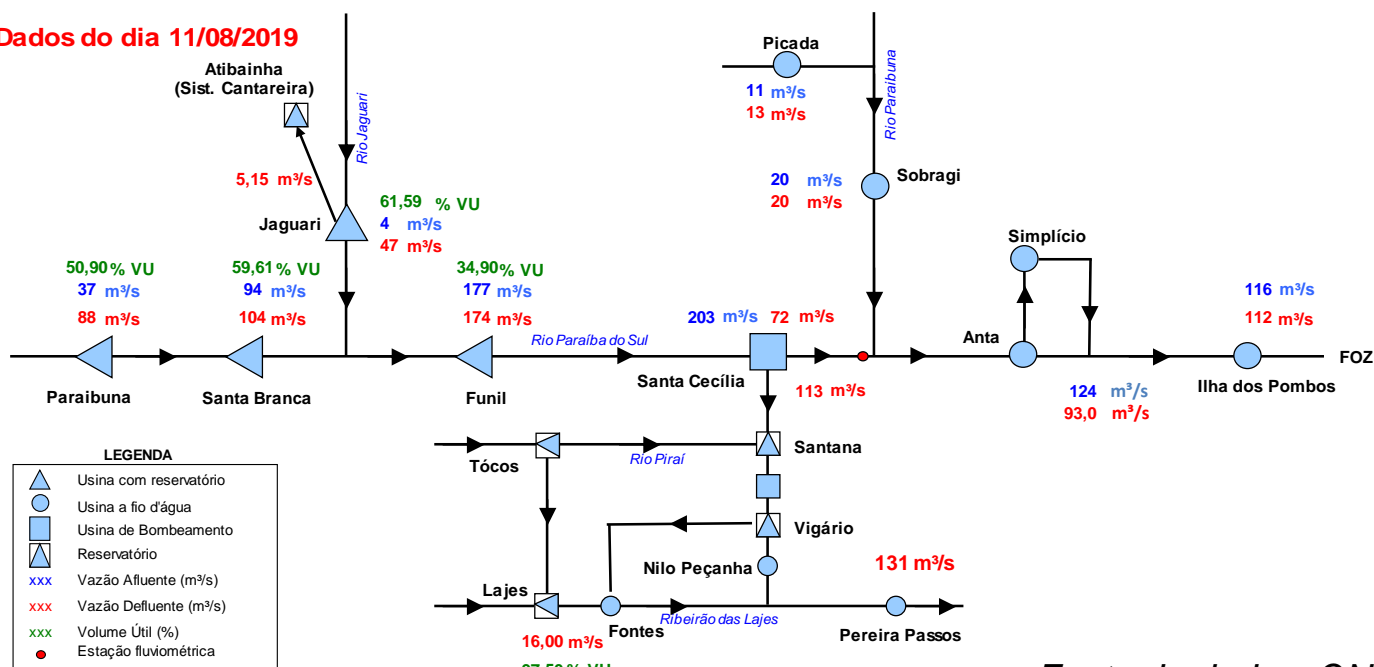 Dados do dia 11/08/2019
Atibainha
(Sist. Cantareira)
Rio Jaguari
5,15 m³/s
Jaguari
61,59 % VU
4 m³/s
47 m³/s
Picada
11 m³/s
13 m³/s
Rio Paraibuna
20 m³/s
20 m³/s
Sobragi
50,90 % VU
37 m³/s
88 m³/s
Paraibuna
59,61 % VU
94 m³/s
104 m³/s
Santa Branca
34,90 % VU
177 m³/s
174 m³/s
Funil
Rio Paraíba do Sul
203 m³/s 72 m³/s
Santa Cecília
113 m³/s
Simplício
Anta
124 m³/s
93,0 m³/s
116 m³/s
112 m³/s
Ilha dos Pombos
FOZ
Tócos
Rio Piraí
Santana
Vigário
Nilo Peçanha
131 m³/s
Lajes
16,00 m³/s
Fontes
Ribeirão das Lajes
Pereira Passos
LEGENDA
Usina com reservatório
Usina a fio d'água
Usina de Bombeamento
Reservatório
xxx Vazão Afluente (m³/s)
xxx Vazão Defluente (m³/s)
xxx Volume Útil (%)
Estação fluviométrica